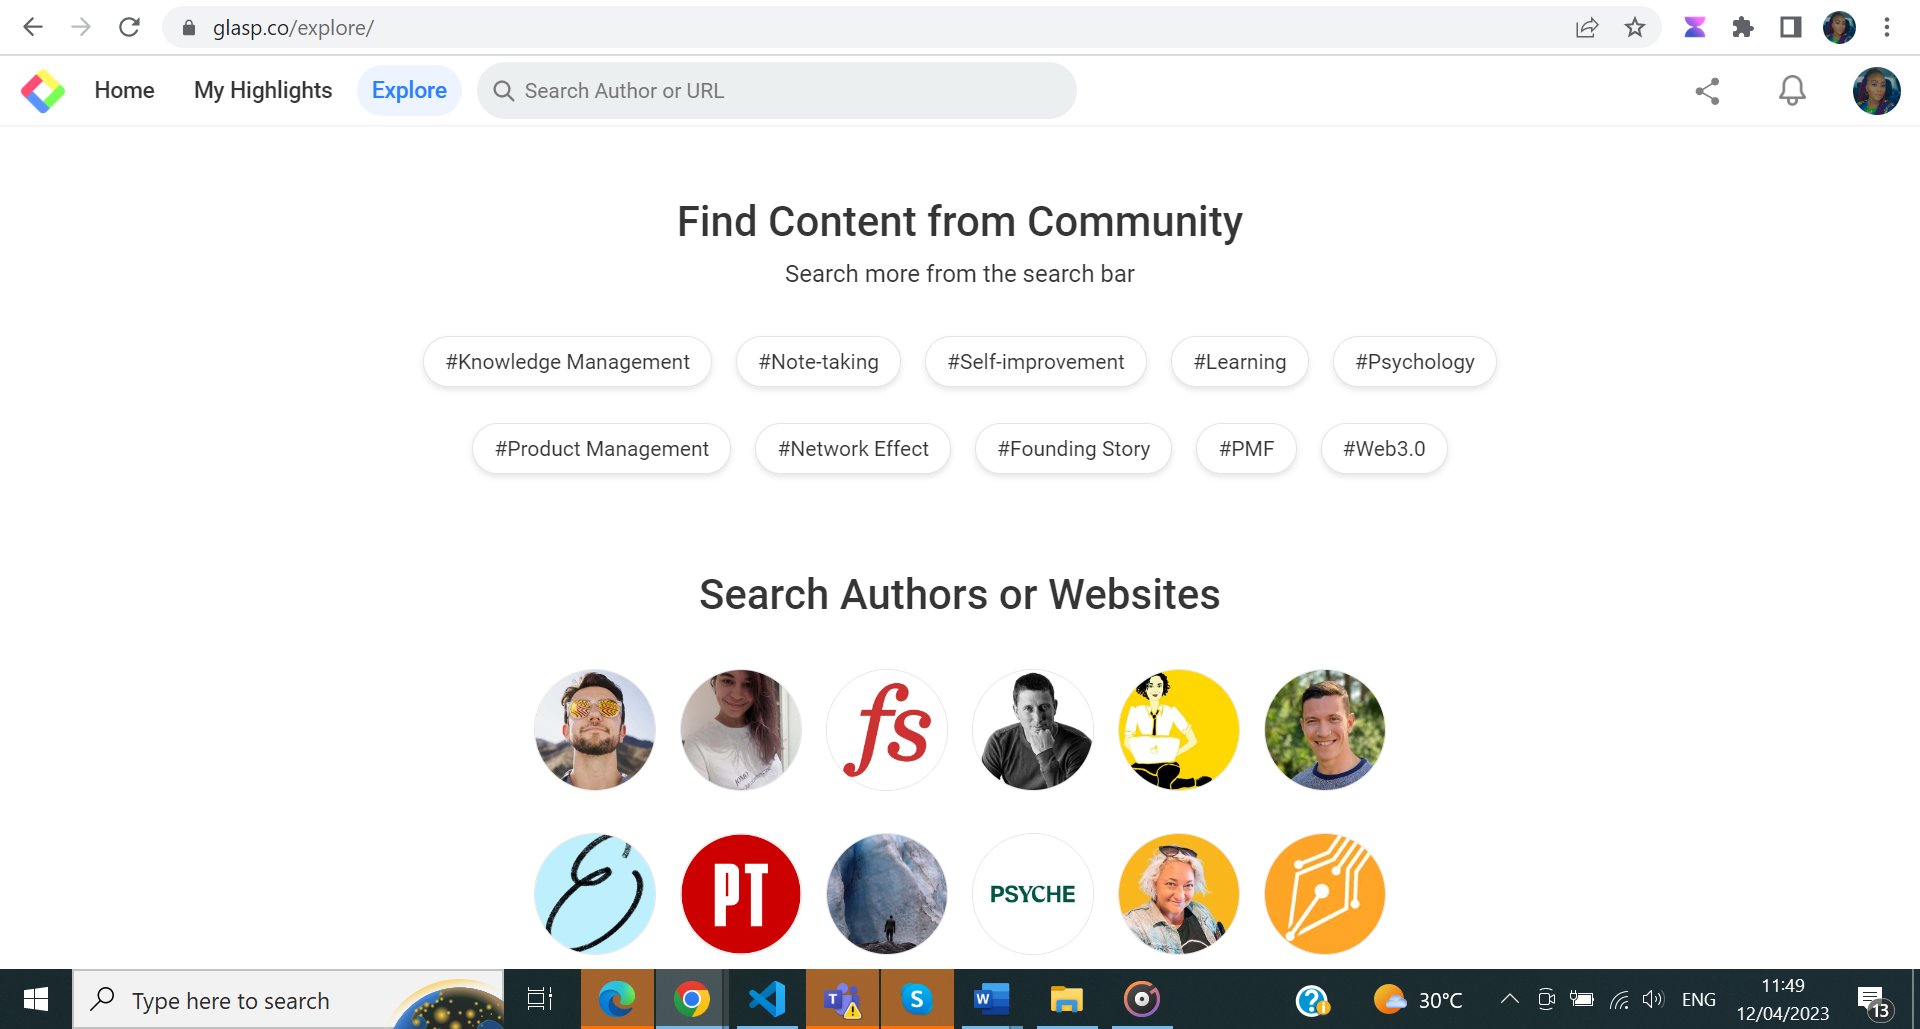 glasp.co/explore/
Home My Highlights Explore Search Author or URL
Find Content from Community
Search more from the search bar
#Knowledge Management #Note-taking #Self-improvement #Learning #Psychology
#Product Management #Network Effect #Founding Story #PMF #Web3.0
Search Authors or Websites
fs
PT
PSYCHE
Type here to search
30°C
ENG
11:49
12/04/2023
13